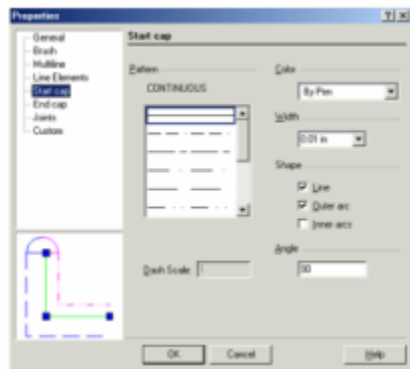 Properties
General
Brush
Multiline
Line Elements
Start cap
End cap
Joints
Custom
Start cap
Pattern
CONTINUOUS
Dash Scale: 1
Color
By Pen
Width
0.01 in
Shape
Line
Outer arc
Inner arcs
Angle
90
OK
Cancel
Help